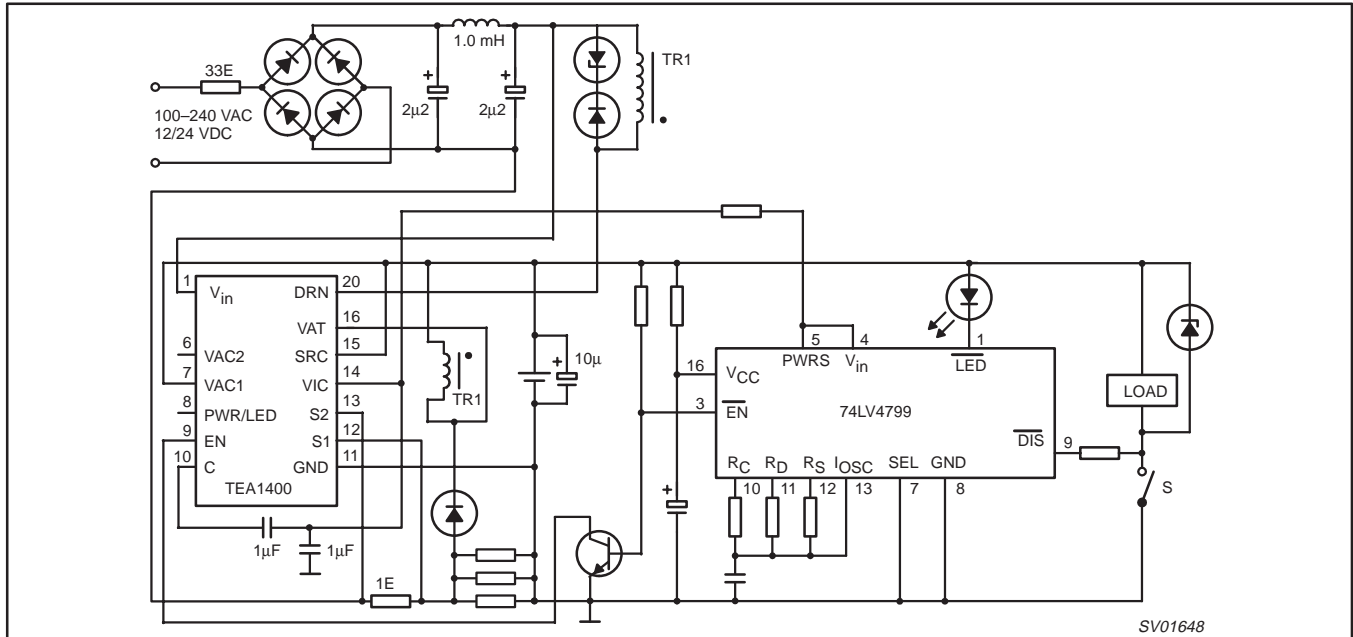 1.0 mH
TR1
33E
2µ2
2µ2
100–240 VAC
12/24 VDC
1
V in
DRN
20
VAT
16
6
VAC2
SRC
15
7
VAC1
VIC
14
8
PWR/LED
S2
13
9
EN
S1
12
10
C
GND
11
TEA1400
TR1
10µ
+
+
+
+
1µF
1µF
1E
5
4
1
PWRS
V in
LED
16
VCC
3
EN
74LV4799
DIS
9
RC
RD
RS
IOSC
SEL
GND
10
11
12
13
7
8
LOAD
S
SV01648